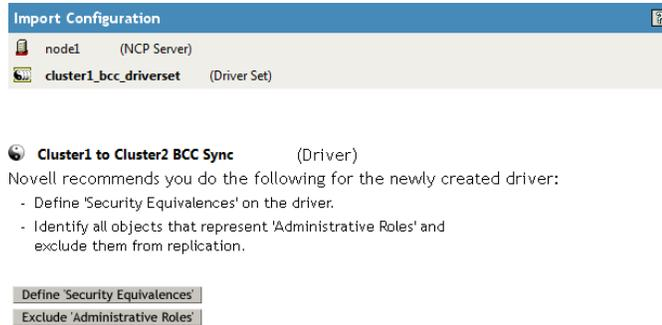 Import Configuration
?
node1 (NCP Server)
cluster1_bcc_driverset (Driver Set)
Cluster1 to Cluster2 BCC Sync (Driver)
Novell recommends you do the following for the newly created driver:
- Define 'Security Equivalences' on the driver.
- Identify all objects that represent 'Administrative Roles' and
exclude them from replication.
Define 'Security Equivalences'
Exclude 'Administrative Roles'